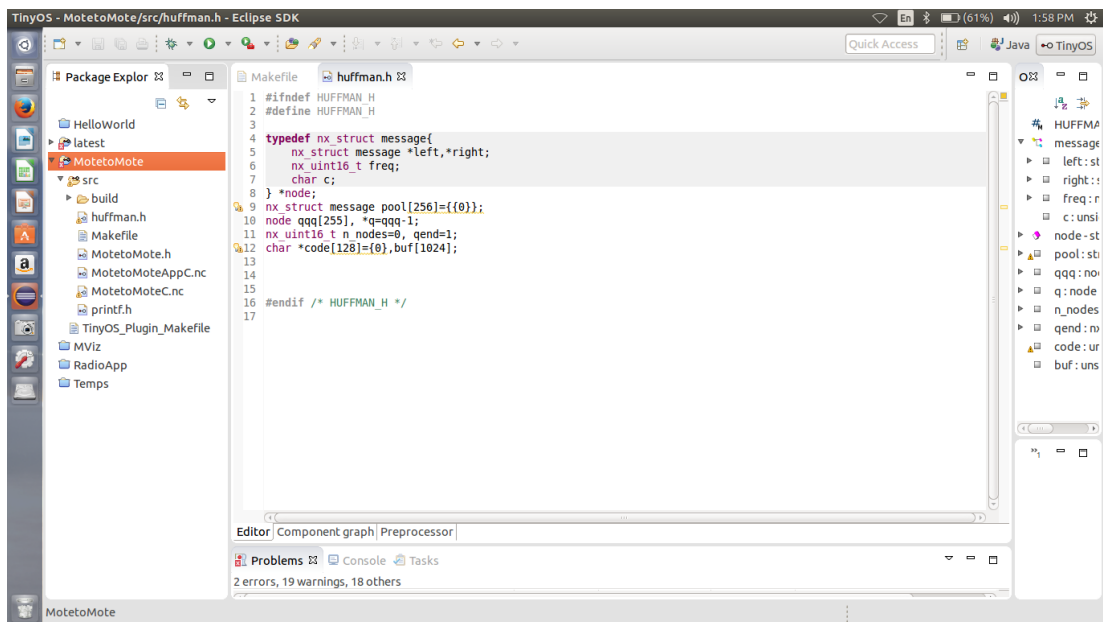 TinyOS - MotetoMote/src/huffman.h - Eclipse SDK
En (61%) 1:58 PM
Quick Access Java TinyOS
Package Explor
HelloWorld
latest
MotetoMote
src
build
huffman.h
Makefile
MotetoMote.h
MotetoMoteAppC.nc
MotetoMoteC.nc
printf.h
TinyOS_Plugin_Makefile
MViz
RadioApp
Temps
Makefile huffman.h
1 #ifndef HUFFMAN_H
2 #define HUFFMAN_H
3
4 typedef nx_struct message{
5 nx_struct message *left,*right;
6 nx_uint16_t freq;
7 char c;
8 } *node;
9 nx_struct message pool[256]={{0}};
10 node qqq[255], *q=qqq-1;
11 nx_uint16_t n_nodes=0, qend=1;
12 char *code[128]={0},buf[1024];
13
14
15
16 #endif /* HUFFMAN_H */
17
Editor Component graph Preprocessor
Problems Console Tasks
2 errors, 19 warnings, 18 others
HUFFMA
message
left : st
right :
freq : r
c : unsi
node - st
pool : st
qqq : no
q : node
n_nodes
qend : n
code : ur
buf : uns
MotetoMote